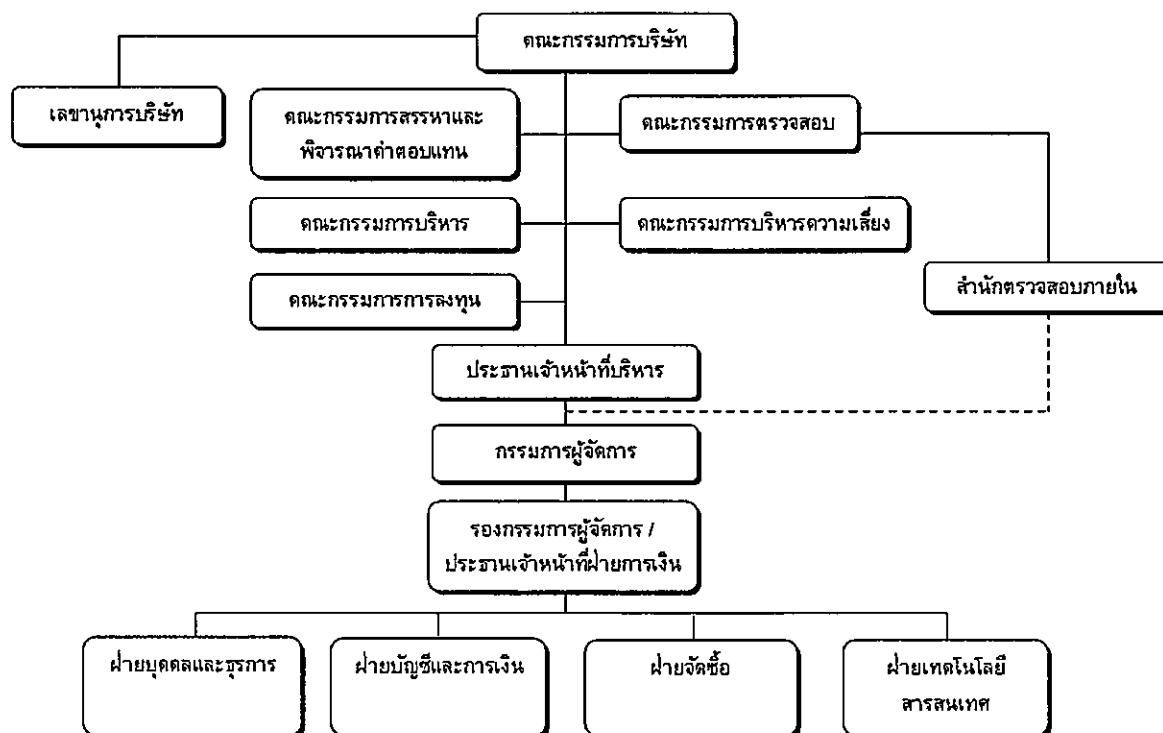 คณะกรรมการบริษัท
เลขานุการบริษัท
คณะกรรมการสรรหาและ
พิจารณาค่าตอบแทน
คณะกรรมการตรวจสอบ
คณะกรรมการบริหาร
คณะกรรมการบริหารความเสี่ยง
สำนักตรวจสอบภายใน
คณะกรรมการการลงทุน
ประธานเจ้าหน้าที่บริหาร
กรรมการผู้จัดการ
รองกรรมการผู้จัดการ /
ประธานเจ้าหน้าที่ฝ่ายการเงิน
ฝ่ายบุคคลและธุรการ
ฝ่ายบัญชีและการเงิน
ฝ่ายจัดซื้อ
ฝ่ายเทคโนโลยี
สารสนเทศ